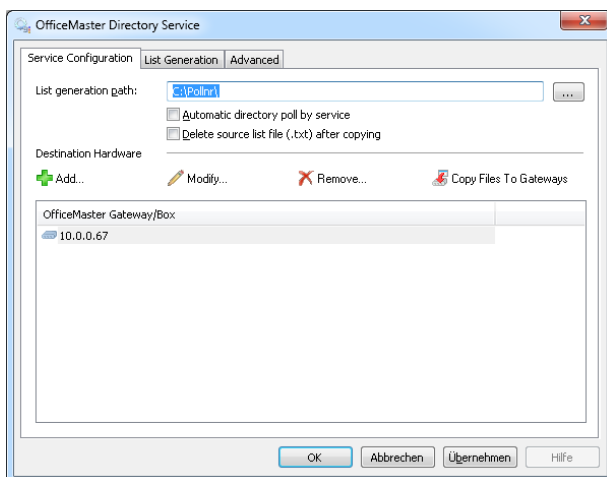 OfficeMaster Directory Service
Service Configuration List Generation Advanced
List generation path: C:\Pollnr\ ...
Automatic directory poll by service
Delete source list file (.txt) after copying
Destination Hardware
Add... Modify... Remove... Copy Files To Gateways
OfficeMaster Gateway/Box
10.0.0.67
OK Abbrechen Übernehmen Hilfe